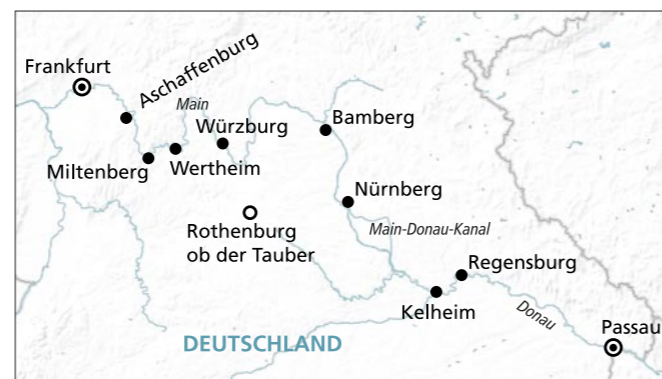 Frankfurt
Aschaffenburg
Main
Würzburg
Bamberg
Miltenberg
Wertheim
Nürnberg
Rothenburg
ob der Tauber
Main-Donau-Kanal
Regensburg
Kelheim
Donau
Passau
DEUTSCHLAND